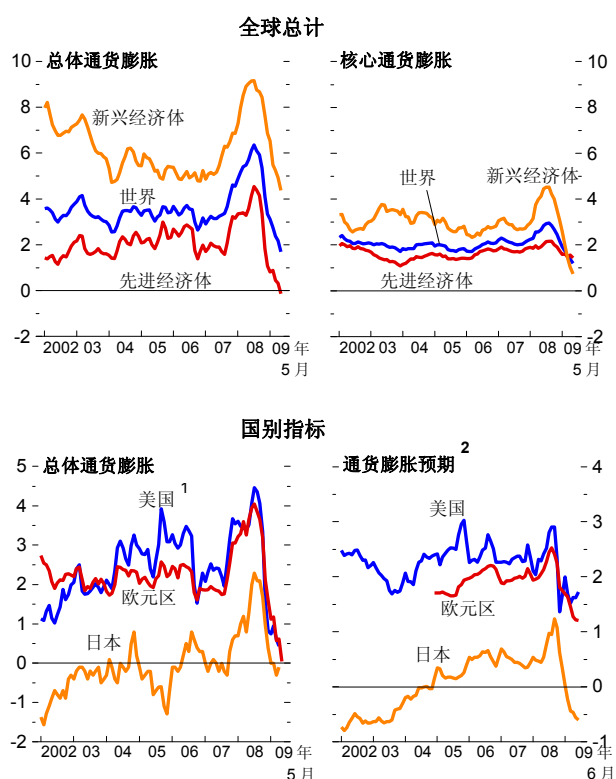 全球总计
总体通货膨胀
核心通货膨胀
10
8
6
4
2
0
-2
10
8
6
4
2
0
-2
新兴经济体
世界
先进经济体
世界
新兴经济体
先进经济体
2002 03 04 05 06 07 08 09 年
5 月
2002 03 04 05 06 07 08 09 年
5 月
国别指标
总体通货膨胀 1
通货膨胀预期 2
5
4
3
2
1
0
-1
-2
4
3
2
1
0
-1
美国
欧元区
日本
美国
欧元区
日本
2002 03 04 05 06 07 08 09 年
5 月
2002 03 04 05 06 07 08 09 年
6 月